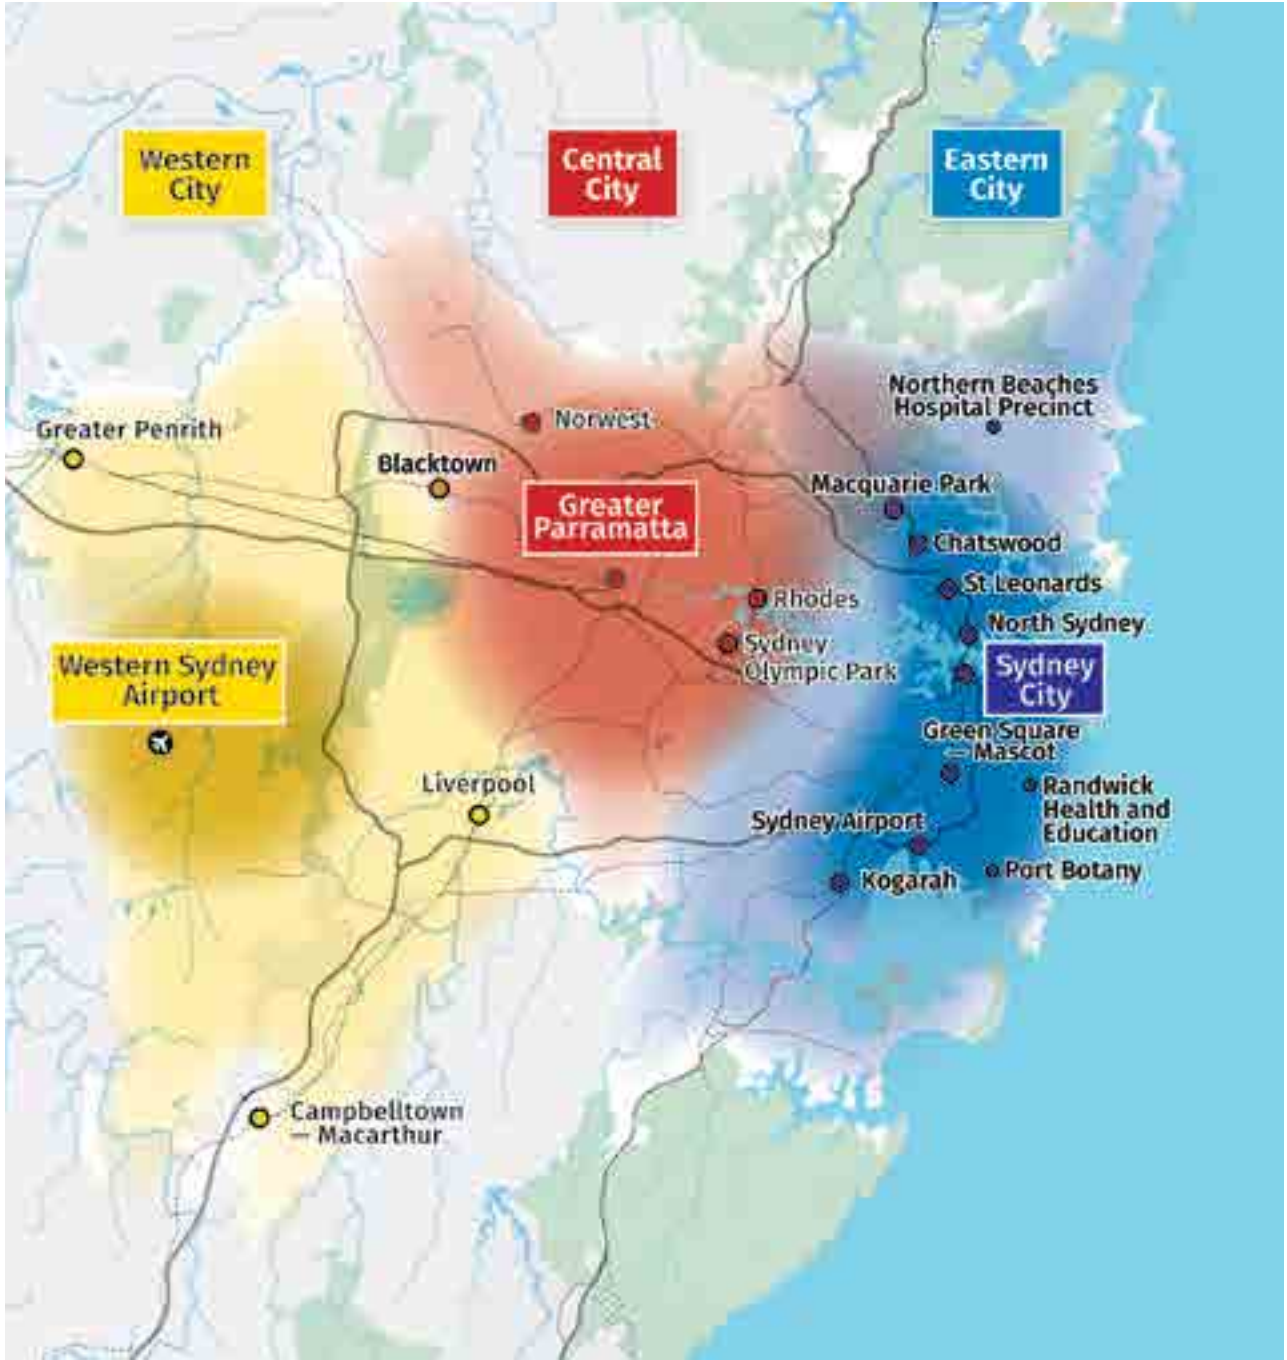 Western
City
Central
City
Eastern
City
Northern Beaches
Hospital Precinct
Greater Penrith
Norwest
Blacktown
Macquarie Park
Greater
Parramatta
Chatswood
St Leonards
Rhodes
North Sydney
Sydney
Olympic Park
Western Sydney
Airport
Sydney
City
Green Square
— Mascot
Liverpool
Randwick
Health and
Education
Sydney Airport
Port Botany
Kogarah
Campbelltown
— Macarthur